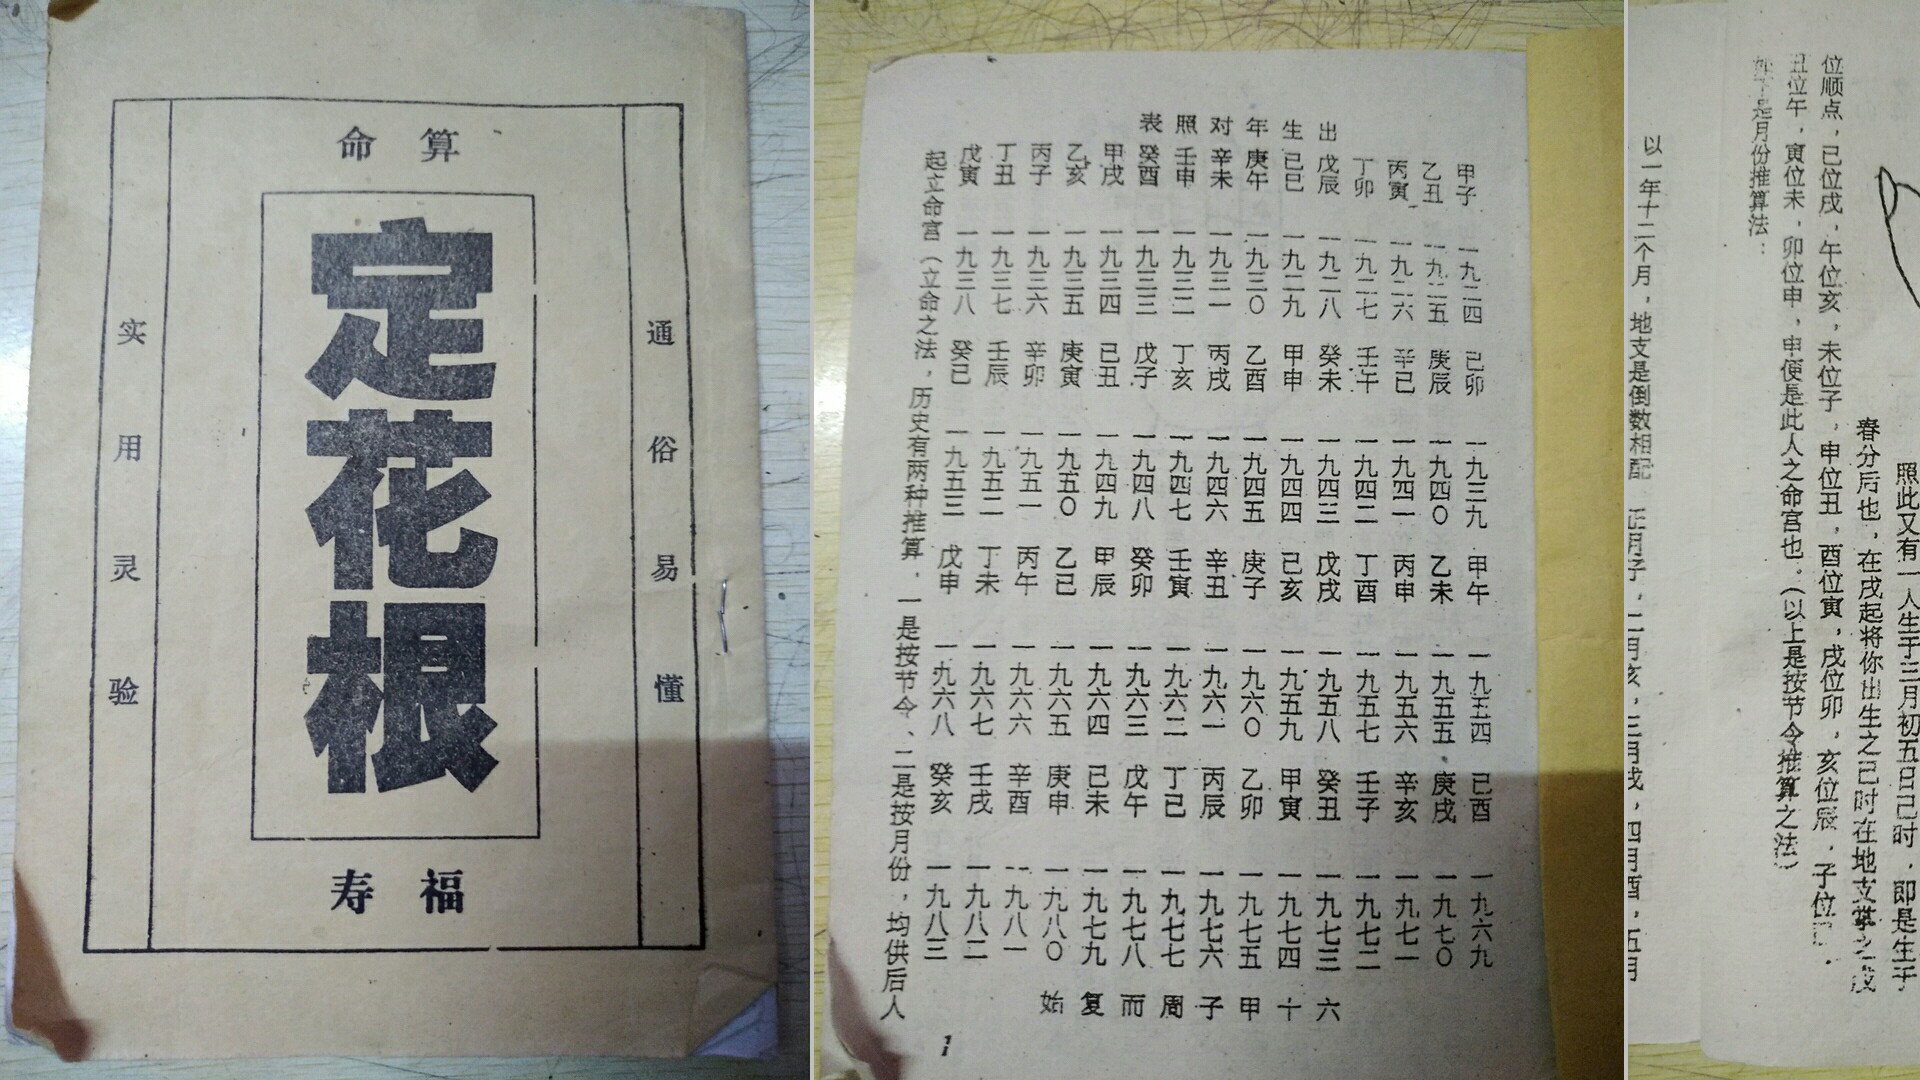 算命
定花根
福寿
通俗易懂
实用灵验
出生年对照表
甲子 一九二四 己卯 一九三九 甲午 一九五四 己酉 一九六九
乙丑 一九二五 庚辰 一九四〇 乙未 一九五五 庚戌 一九七〇
丙寅 一九二六 辛巳 一九四一 丙申 一九五六 辛亥 一九七一
丁卯 一九二七 壬午 一九四二 丁酉 一九五七 壬子 一九七二
戊辰 一九二八 癸未 一九四三 戊戌 一九五八 癸丑 一九七三
己巳 一九二九 甲申 一九四四 己亥 一九五九 甲寅 一九七四
庚午 一九三〇 乙酉 一九四五 庚子 一九六〇 乙卯 一九七五
辛未 一九三一 丙戌 一九四六 辛丑 一九六一 丙辰 一九七六
壬申 一九三二 丁亥 一九四七 壬寅 一九六二 丁巳 一九七七
癸酉 一九三三 戊子 一九四八 癸卯 一九六三 戊午 一九七八
甲戌 一九三四 己丑 一九四九 甲辰 一九六四 己未 一九七九
乙亥 一九三五 庚寅 一九五〇 乙巳 一九六五 庚申 一九八〇
丙子 一九三六 辛卯 一九五一 丙午 一九六六 辛酉 一九八一
丁丑 一九三七 壬辰 一九五二 丁未 一九六七 壬戌 一九八二
戊寅 一九三八 癸巳 一九五三 戊申 一九六八 癸亥 一九八三
六十甲子周而复始
起立命宫（立命之法，历史有两种推算，一是按节令、二是按月份，均供后人
1
照此又有一人生于三月初五日已时，即是生于
春分后也，在戌起将你出生之已时在地支掌之戌
位顺点，已位戌，午位亥，未位子，申位丑，酉位寅，戌位卯，亥位辰，子位
丑位午，寅位未，卯位申，申便是此人之命宫也。（以上是按节令推算之法）
如下是月份推算法：
以一年十二个月，地支是倒数相配 正月子，二月亥，三月戌，四月酉，五月